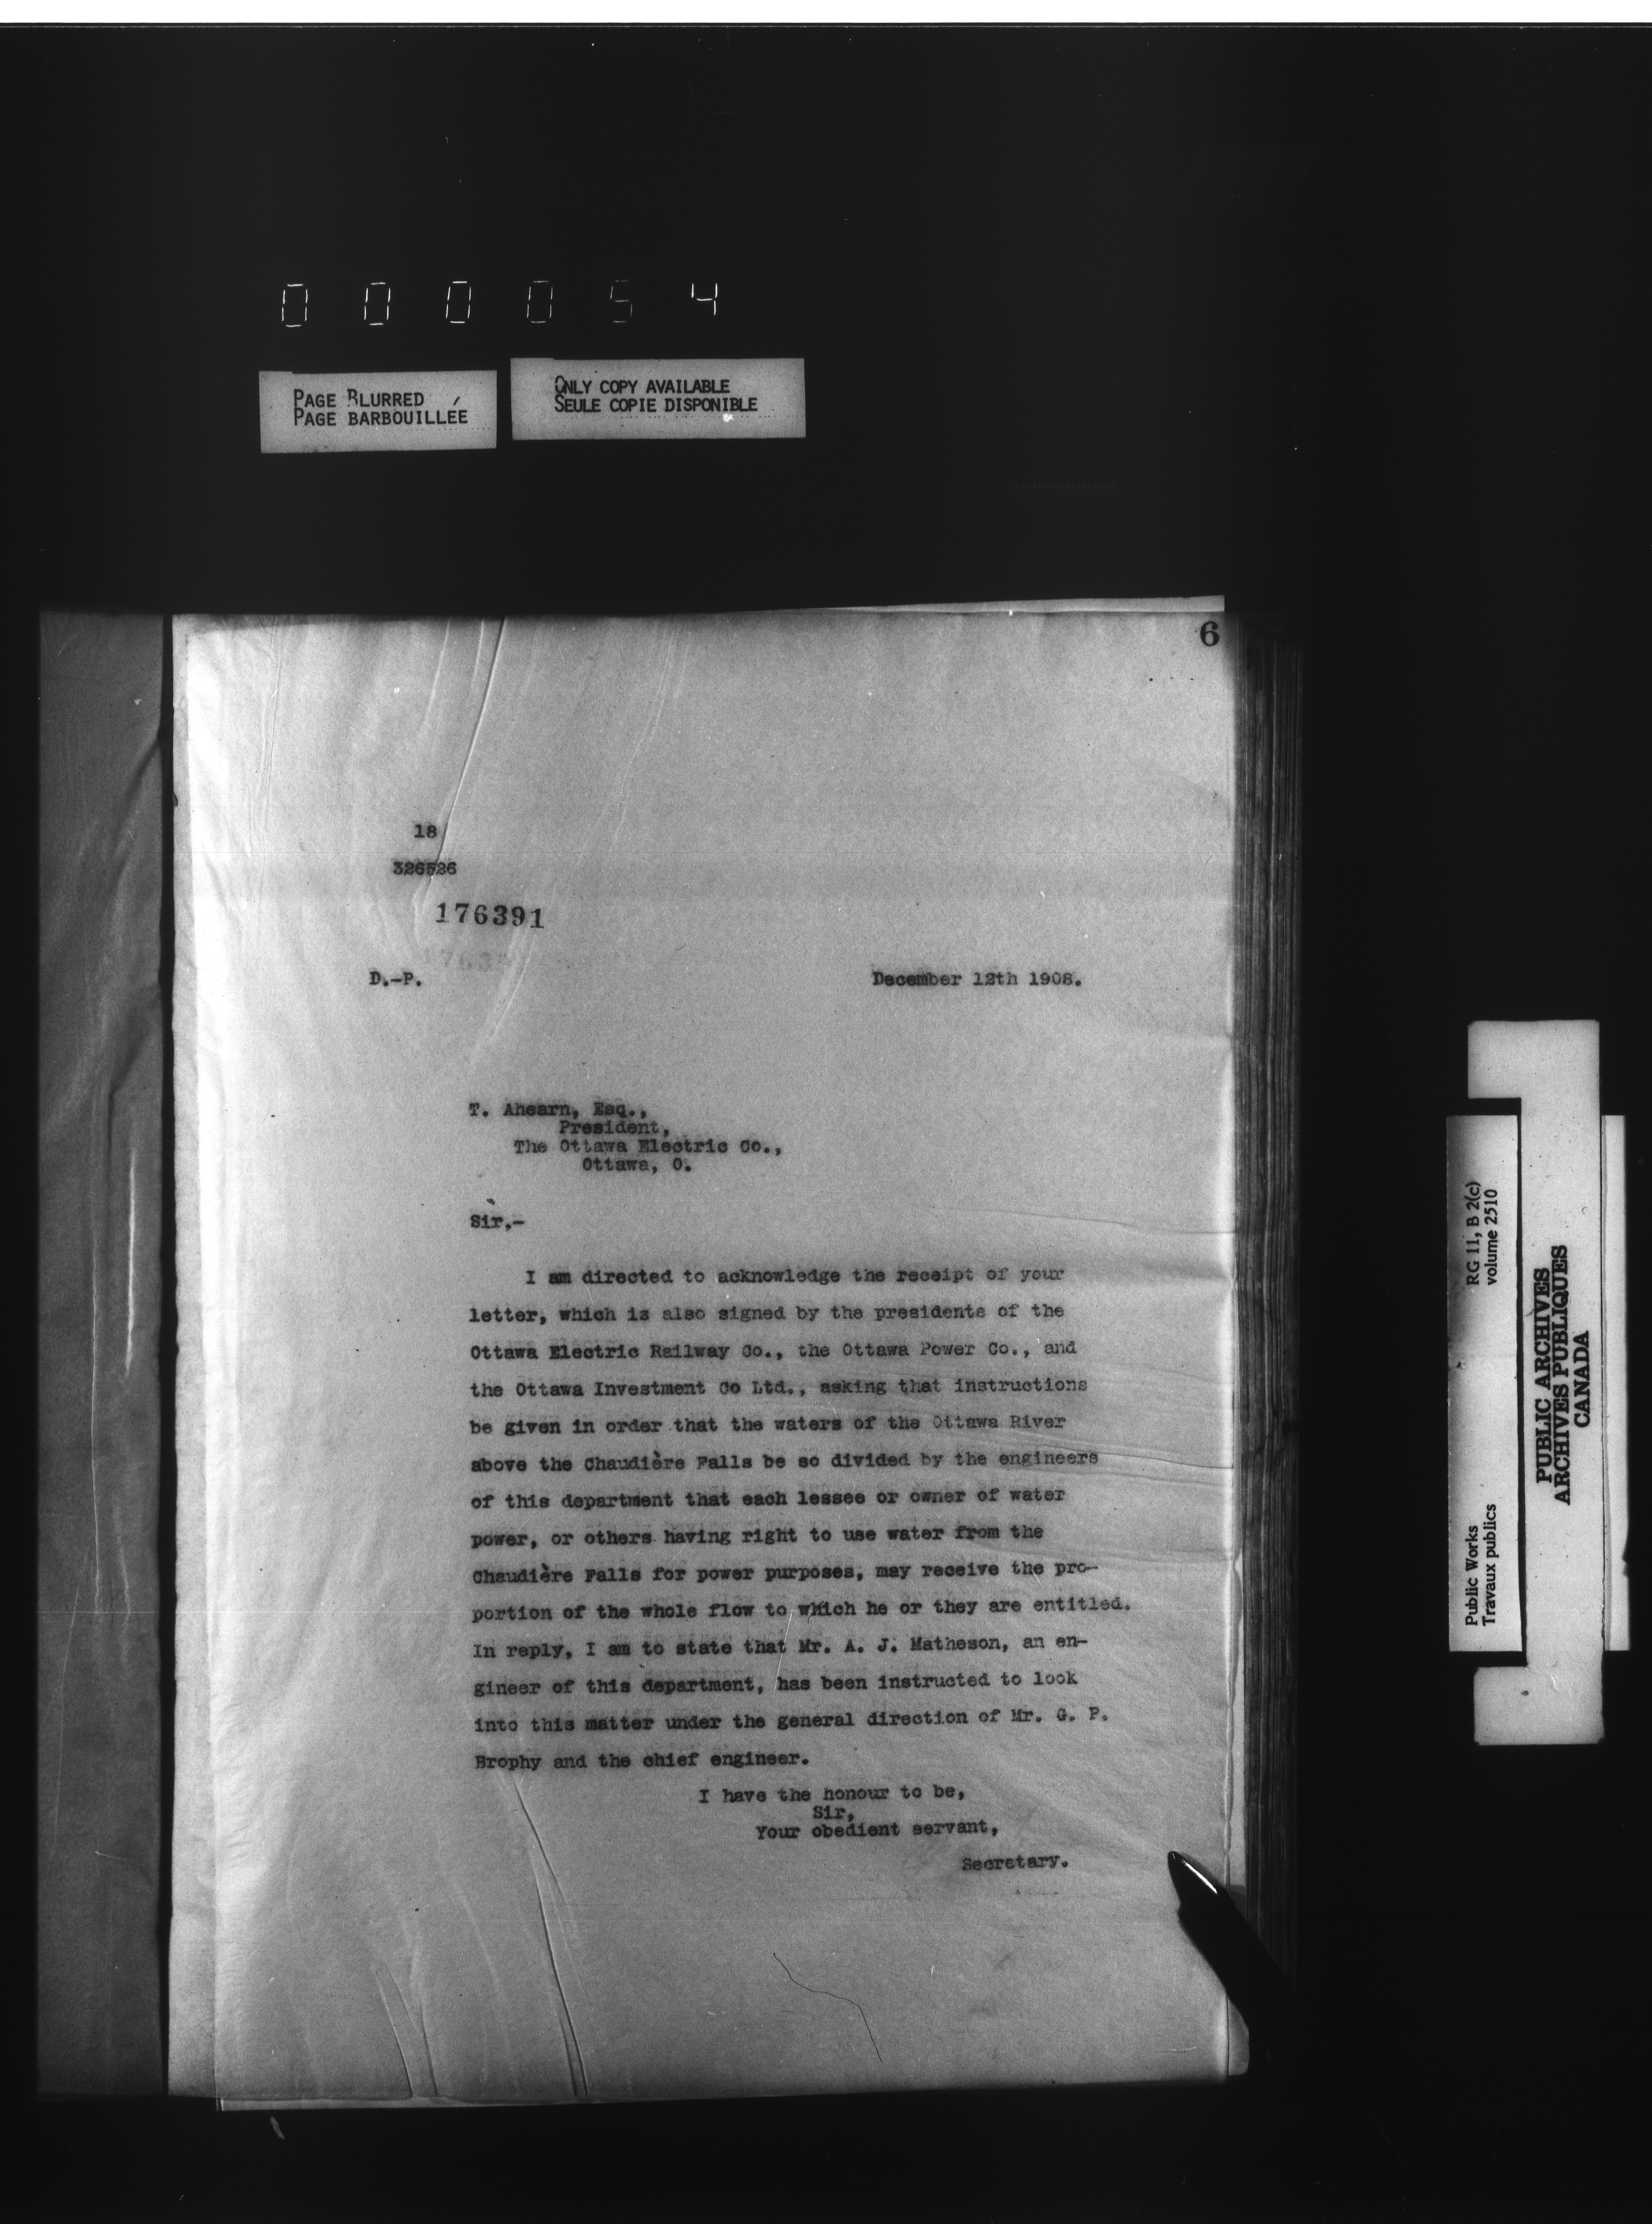 000054
PAGE BLURRED
PAGE BARBOUILLÉE
ONLY COPY AVAILABLE
SEULE COPIE DISPONIBLE
6
18
326526
176391
D.-P.
December 12th 1908.
T. Ahearn, Esq.,
President,
The Ottawa Electric Co.,
Ottawa, O.
Sir,-
I am directed to acknowledge the receipt of your
letter, which is also signed by the presidents of the
Ottawa Electric Railway Co., the Ottawa Power Co., and
the Ottawa Investment Co Ltd., asking that instructions
be given in order that the waters of the Ottawa River
above the Chaudière Falls be so divided by the engineers
of this department that each lessee or owner of water
power, or others having right to use water from the
Chaudière Falls for power purposes, may receive the pro-
portion of the whole flow to which he or they are entitled.
In reply, I am to state that Mr. A. J. Matheson, an en-
gineer of this department, has been instructed to look
into this matter under the general direction of Mr. G. P.
Brophy and the chief engineer.
I have the honour to be,
Sir,
Your obedient servant,
Secretary.
Public Works
Travaux publics
RG 11, B 2(c)
volume 2510
PUBLIC ARCHIVES
ARCHIVES PUBLIQUES
CANADA